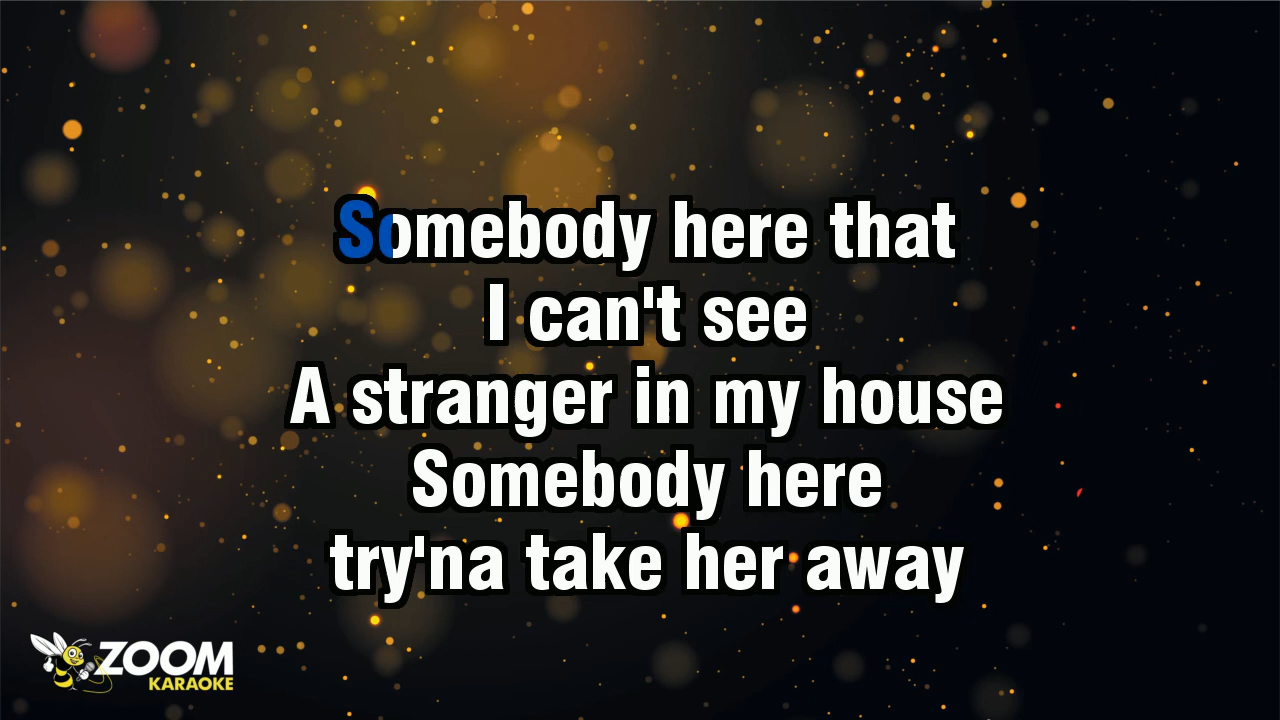 Somebody here that
I can't see
A stranger in my house
Somebody here
try'na take her away
ZOOM
KARAOKE